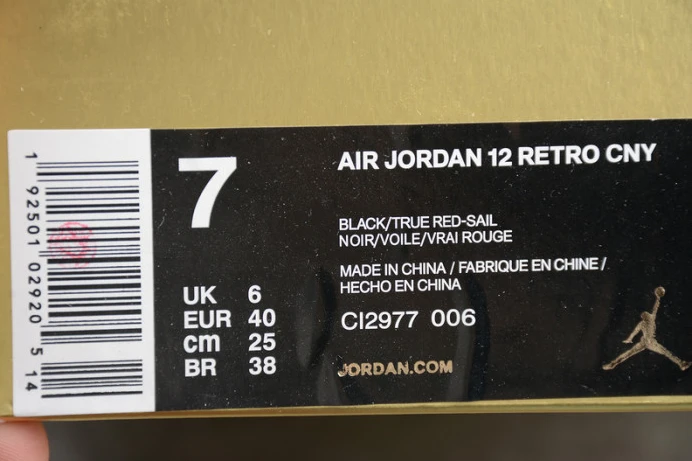 1 92501 02920 5 14
7
UK 6
EUR 40
cm 25
BR 38
AIR JORDAN 12 RETRO CNY
BLACK/TRUE RED-SAIL
NOIR/VOILE/VRAI ROUGE
MADE IN CHINA / FABRIQUE EN CHINE /
HECHO EN CHINA
CI2977 006
JORDAN.COM